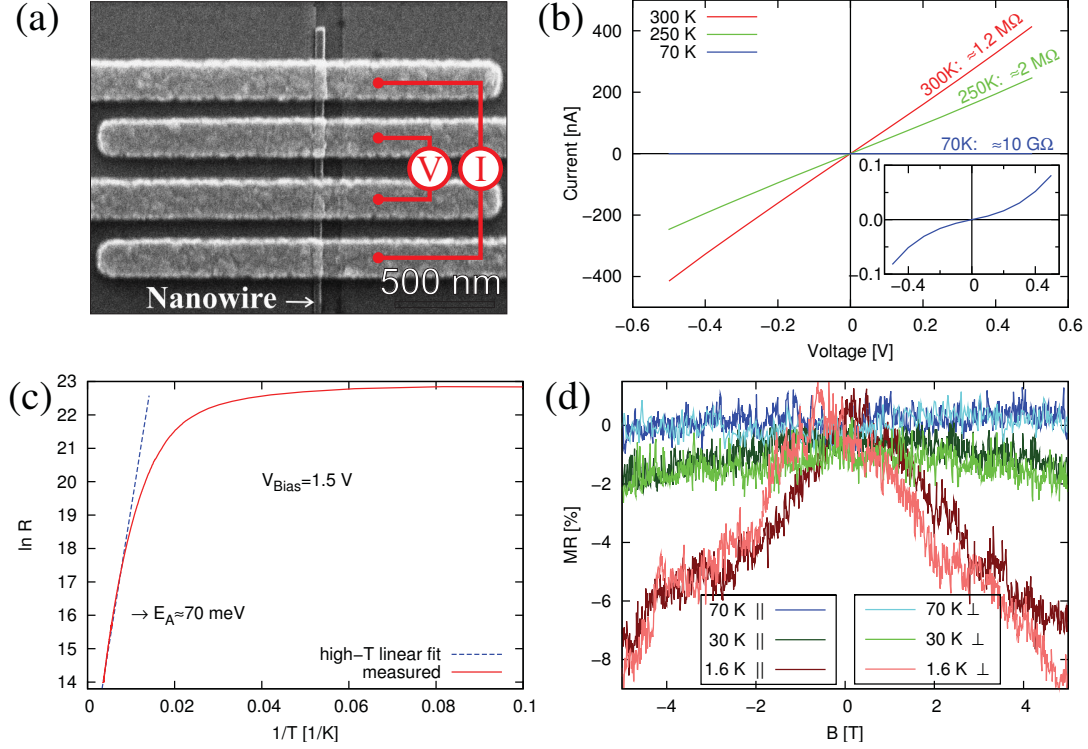 (a)
V
I
500 nm
Nanowire →
(b)
Current [nA]
400
200
0
−200
−400
300 K
250 K
70 K
300K: ≈1.2 MΩ
250K: ≈2 MΩ
70K: ≈10 GΩ
0.1
0.0
−0.1
−0.4
0
0.4
−0.6
−0.4
−0.2
0
0.2
0.4
0.6
Voltage [V]
(c)
ln R
23
22
21
20
19
18
17
16
15
14
V_Bias=1.5 V
→ E_A≈70 meV
high−T linear fit
measured
0
0.02
0.04
0.06
0.08
0.1
1/T [1/K]
(d)
MR [%]
0
−2
−4
−6
−8
70 K ||
30 K ||
1.6 K ||
70 K ⊥
30 K ⊥
1.6 K ⊥
−4
−2
0
2
4
B [T]